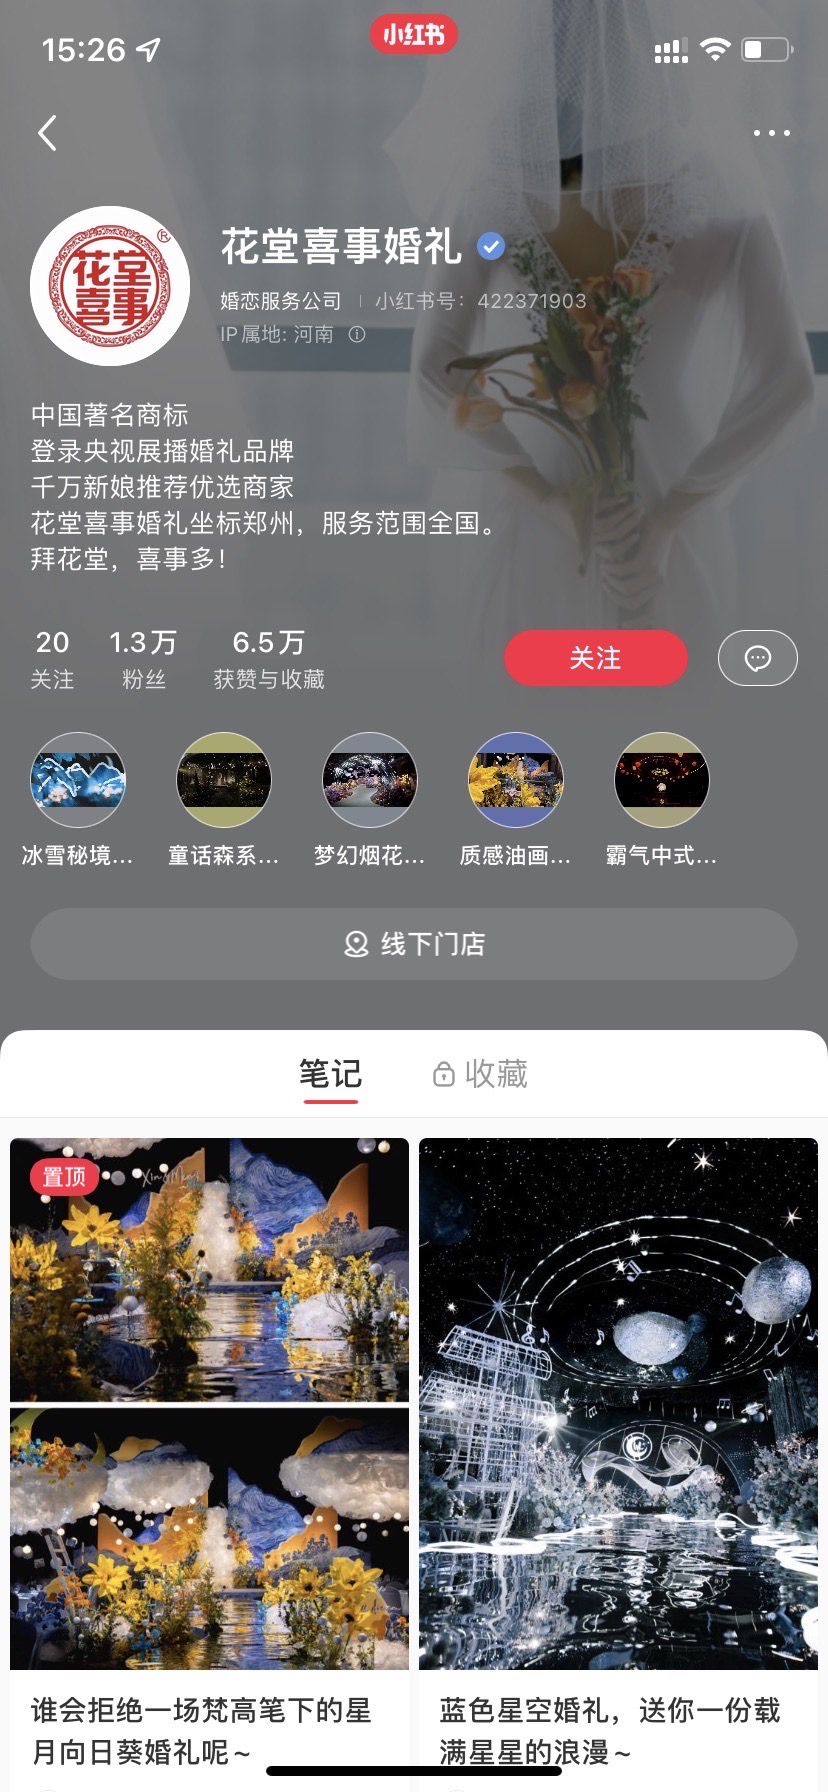 15:26
小红书
花堂喜事
®
花堂喜事婚礼
婚恋服务公司 | 小红书号：422371903
IP属地：河南
中国著名商标
登录央视展播婚礼品牌
千万新娘推荐优选商家
花堂喜事婚礼坐标郑州，服务范围全国。
拜花堂，喜事多！
20 1.3万 6.5万
关注 粉丝 获赞与收藏
关注
冰雪秘境... 童话森系... 梦幻烟花... 质感油画... 霸气中式...
线下门店
笔记 收藏
置顶
谁会拒绝一场梵高笔下的星
月向日葵婚礼呢~
蓝色星空婚礼，送你一份载
满星星的浪漫~